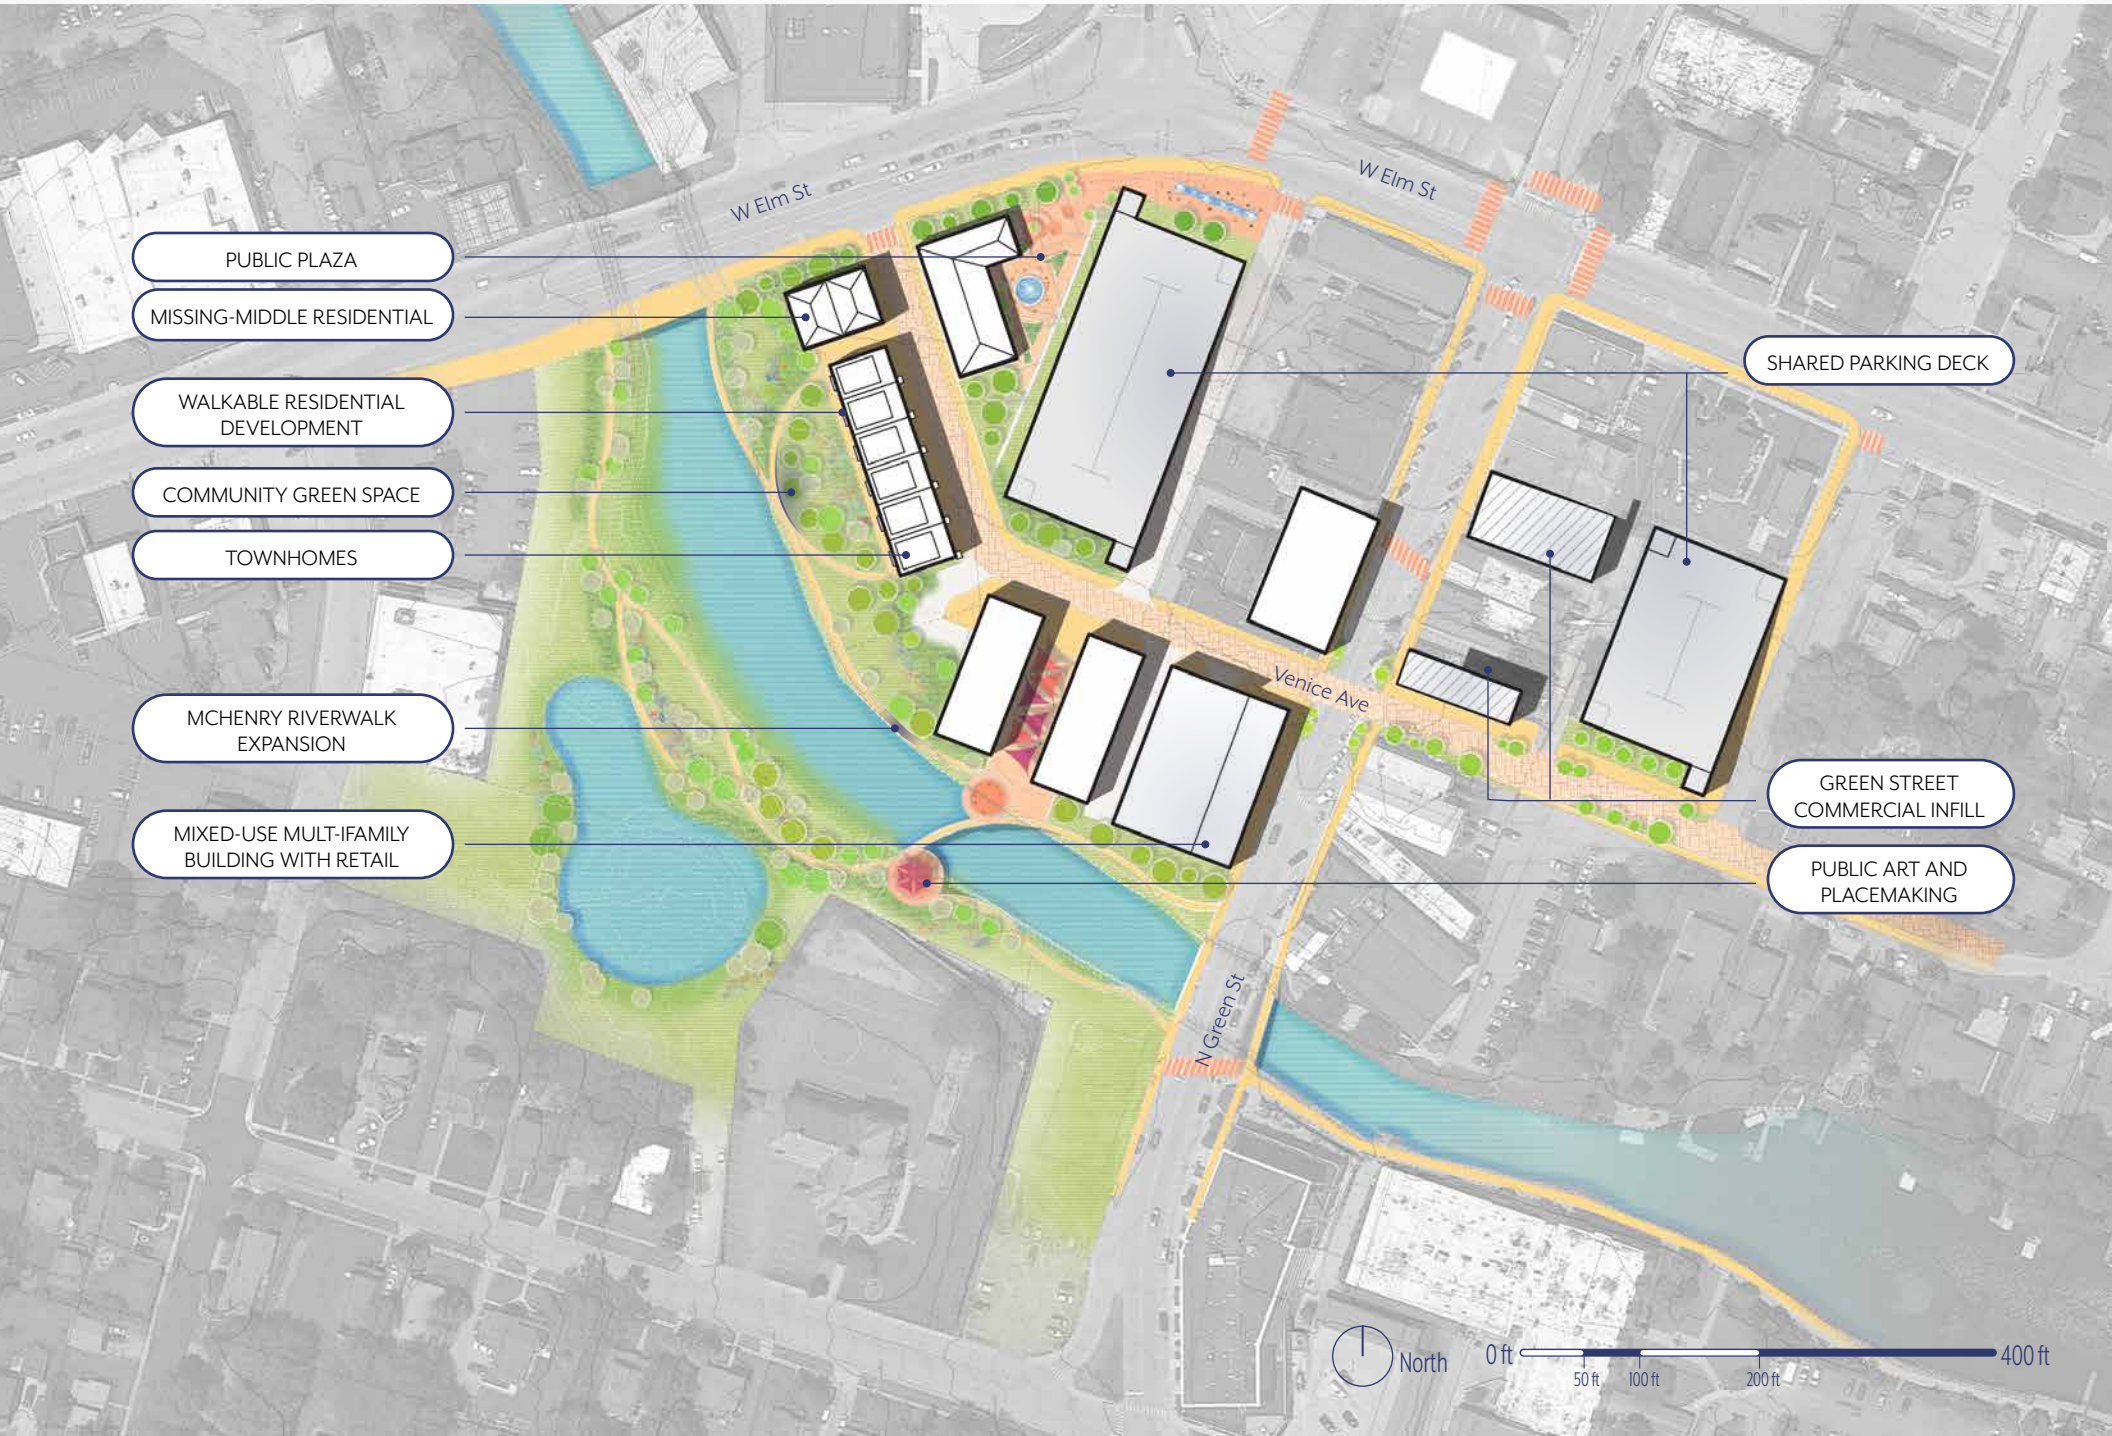 W Elm St
W Elm St
PUBLIC PLAZA
MISSING-MIDDLE RESIDENTIAL
WALKABLE RESIDENTIAL
DEVELOPMENT
COMMUNITY GREEN SPACE
TOWNHOMES
MCHENRY RIVERWALK
EXPANSION
MIXED-USE MULT-IFAMILY
BUILDING WITH RETAIL
SHARED PARKING DECK
Venice Ave
GREEN STREET
COMMERCIAL INFILL
PUBLIC ART AND
PLACEMAKING
N Green St
North
0 ft
400 ft
50 ft
100 ft
200 ft